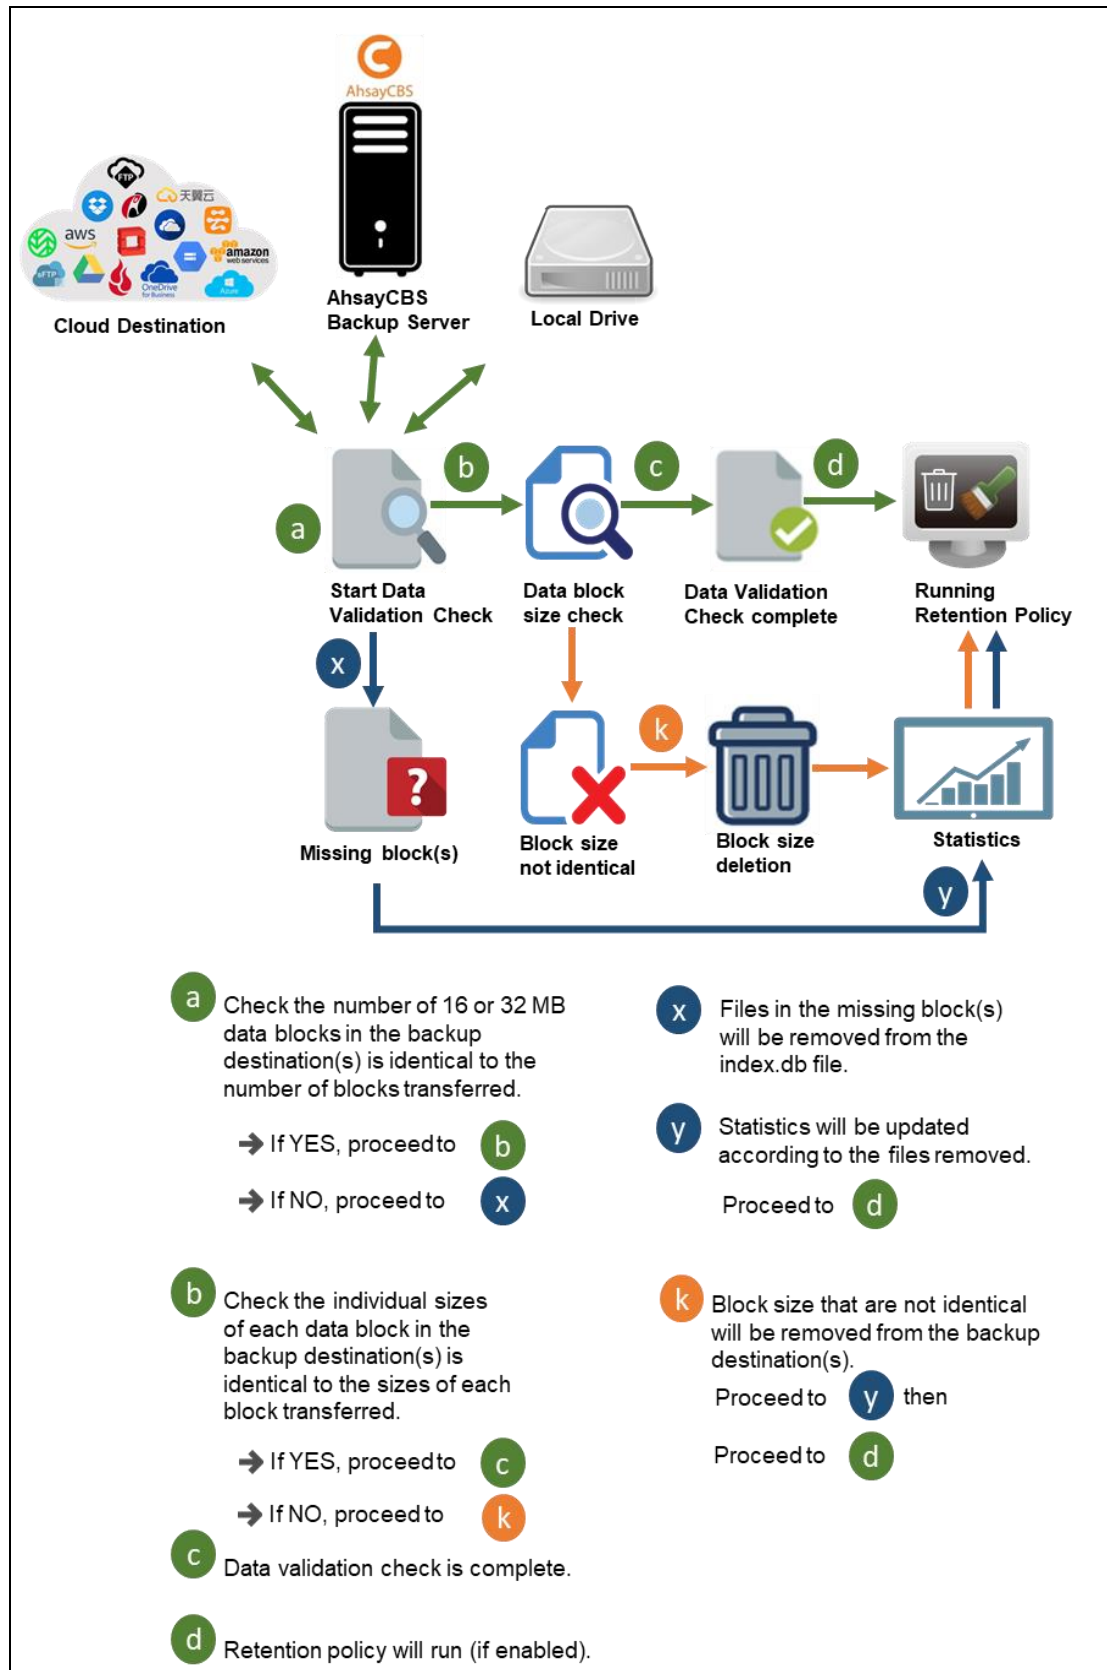 AhsayCBS
FTP
天翼云
aws
amazon
web services
sFTP
OneDrive
for Business
Azure
Cloud Destination
AhsayCBS
Backup Server
Local Drive
b
c
d
a
Start Data
Validation Check
Data block
size check
Data Validation
Check complete
Running
Retention Policy
x
k
?
Missing block(s)
Block size
not identical
Block size
deletion
Statistics
y
a
Check the number of 16 or 32 MB
data blocks in the backup
destination(s) is identical to the
number of blocks transferred.
➔ If YES, proceed to b
➔ If NO, proceed to x
b
Check the individual sizes
of each data block in the
backup destination(s) is
identical to the sizes of each
block transferred.
➔ If YES, proceed to c
➔ If NO, proceed to k
c Data validation check is complete.
d Retention policy will run (if enabled).
x
Files in the missing block(s)
will be removed from the
index.db file.
y
Statistics will be updated
according to the files removed.
Proceed to d
k
Block size that are not identical
will be removed from the backup
destination(s).
Proceed to y then
Proceed to d